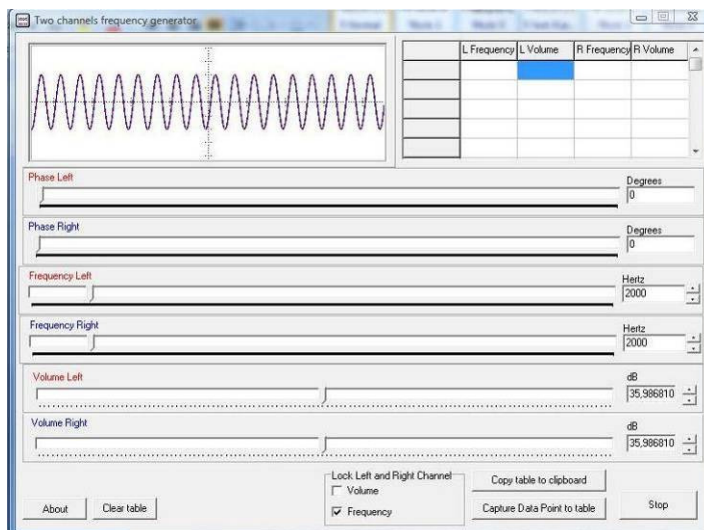 Two channels frequency generator
L Frequency L Volume R Frequency R Volume
Phase Left
Degrees
0
Phase Right
Degrees
0
Frequency Left
Hertz
2000
Frequency Right
Hertz
2000
Volume Left
dB
35,986810
Volume Right
dB
35,986810
Lock Left and Right Channel
Volume
Frequency
Copy table to clipboard
Capture Data Point to table
About
Clear table
Stop